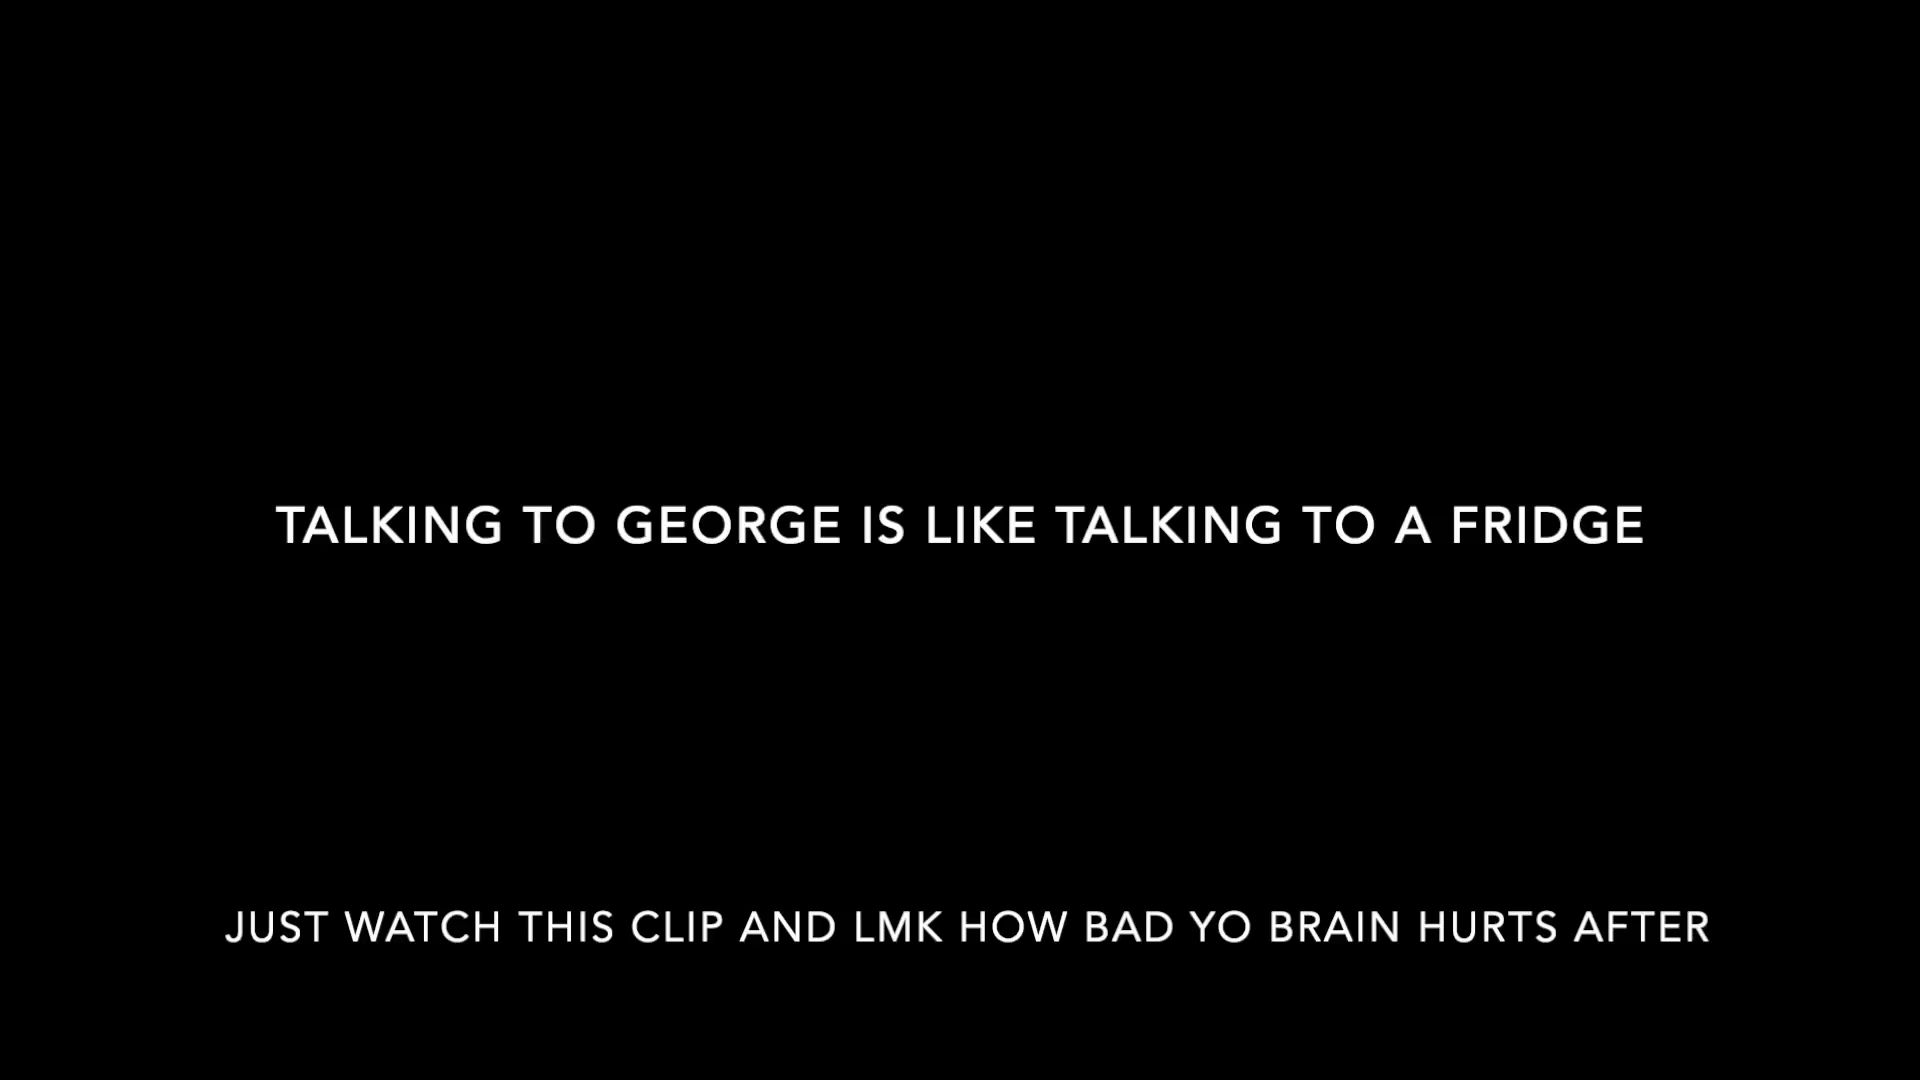 TALKING TO GEORGE IS LIKE TALKING TO A FRIDGE
JUST WATCH THIS CLIP AND LMK HOW BAD YO BRAIN HURTS AFTER